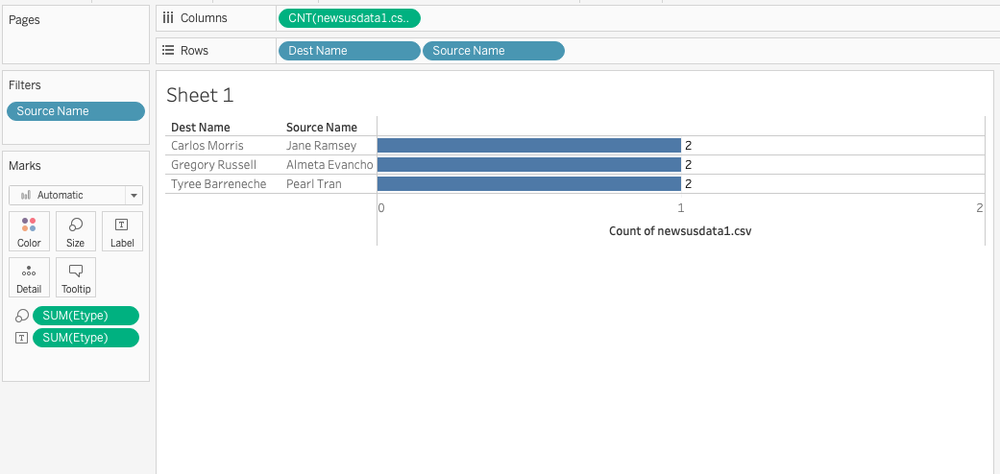 Pages
Columns
CNT(newsusdata1.cs..
Rows
Dest Name
Source Name
Filters
Source Name
Marks
Automatic
Color
Size
Label
Detail
Tooltip
SUM(Etype)
SUM(Etype)
Sheet 1
Dest Name Source Name
Carlos Morris Jane Ramsey 2
Gregory Russell Almeta Evancho 2
Tyree Barreneche Pearl Tran 2
0 1 2
Count of newsusdata1.csv